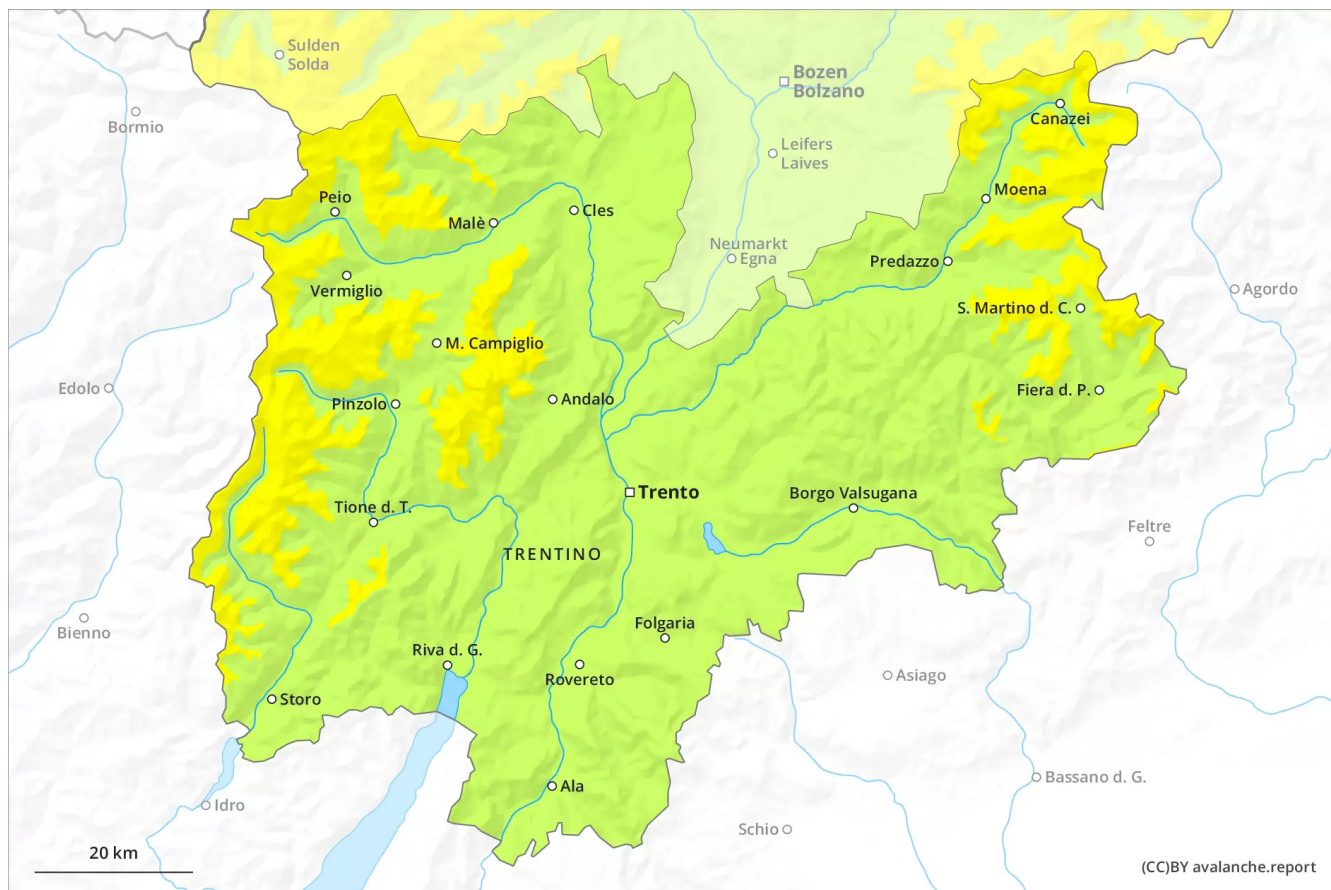 Sulden
Solda
Bozen
Bolzano
Bormio
Canazei
Leifers
Laives
Peio
Malè
Cles
Moena
Neumarkt
Egna
Predazzo
Vermiglio
Agordo
S. Martino d. C.
M. Campiglio
Edolo
Pinzolo
Andalo
Fiera d. P.
Trento
Borgo Valsugana
Tione d. T.
Feltre
TRENTINO
Bienno
Folgaria
Riva d. G.
Rovereto
Asiago
Storo
Ala
Bassano d. G.
Idro
Schio
20 km
(CC)BY avalanche.report